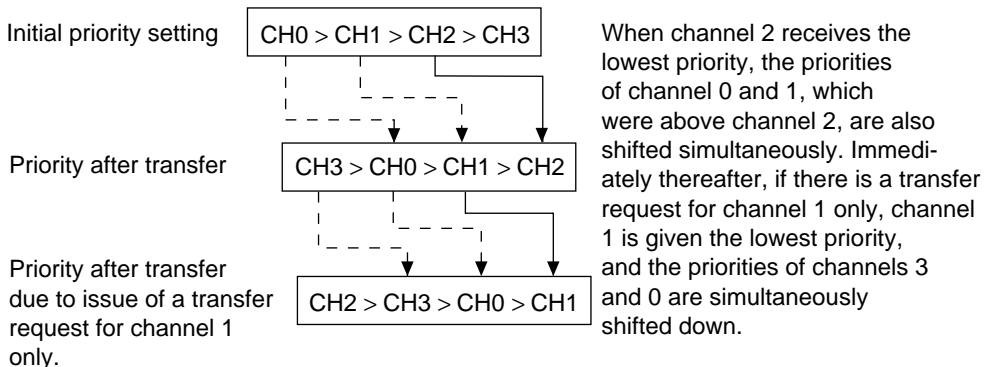 Initial priority setting
CH0 > CH1 > CH2 > CH3
Priority after transfer
CH3 > CH0 > CH1 > CH2
Priority after transfer
due to issue of a transfer
request for channel 1
only.
CH2 > CH3 > CH0 > CH1
When channel 2 receives the
lowest priority, the priorities
of channel 0 and 1, which
were above channel 2, are also
shifted simultaneously. Immedi-
ately thereafter, if there is a transfer
request for channel 1 only, channel
1 is given the lowest priority,
and the priorities of channels 3
and 0 are simultaneously
shifted down.